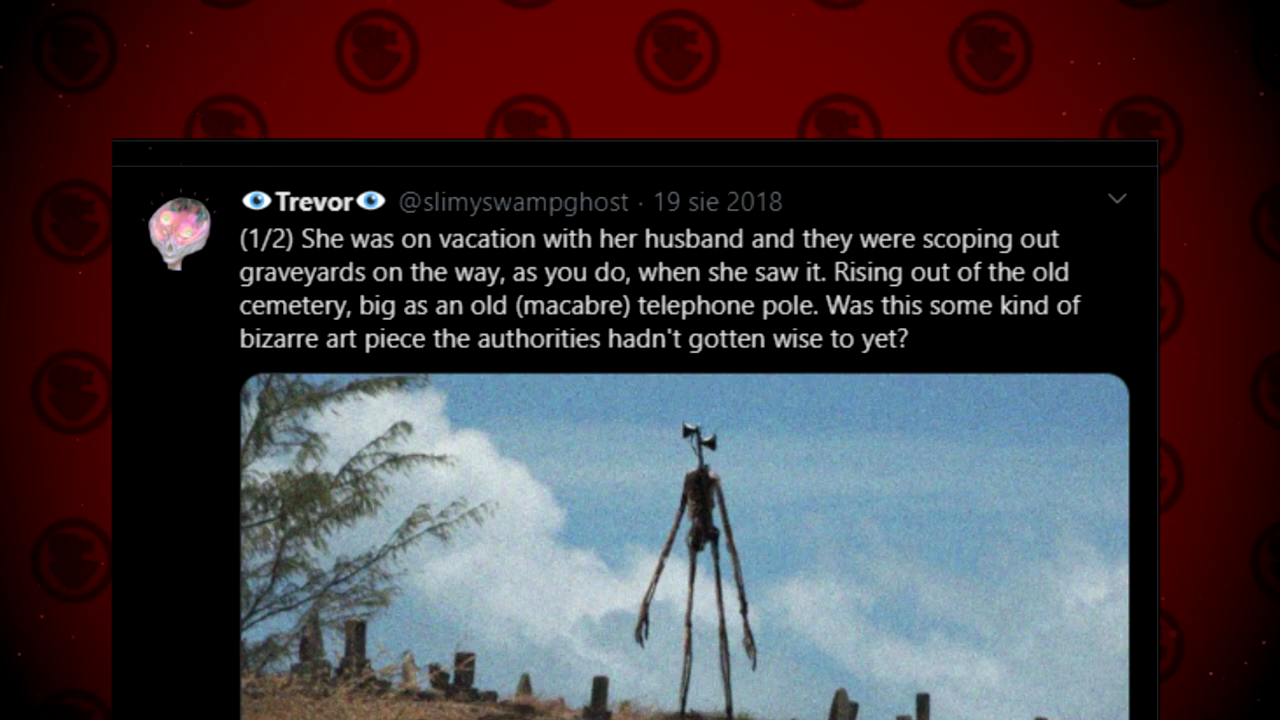 👁Trevor👁 @slimyswampghost · 19 sie 2018
(1/2) She was on vacation with her husband and they were scoping out
graveyards on the way, as you do, when she saw it. Rising out of the old
cemetery, big as an old (macabre) telephone pole. Was this some kind of
bizarre art piece the authorities hadn't gotten wise to yet?